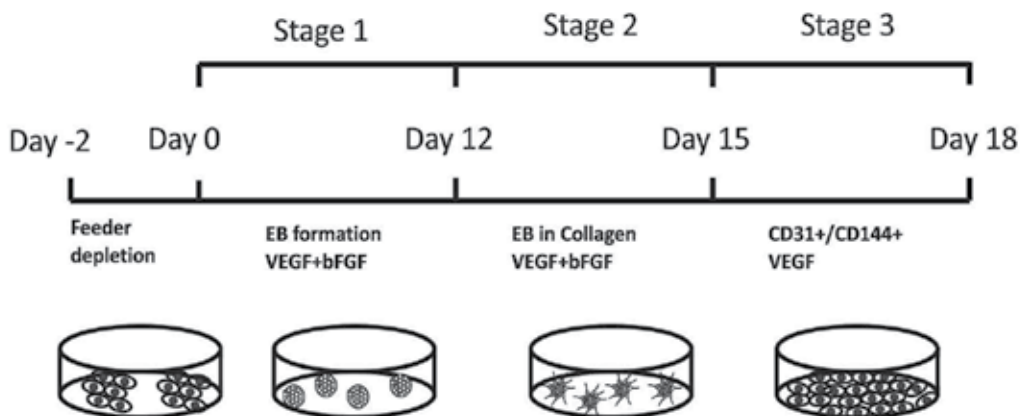 Stage 1
Stage 2
Stage 3
Day -2
Day 0
Day 12
Day 15
Day 18
Feeder
depletion
EB formation
VEGF+bFGF
EB in Collagen
VEGF+bFGF
CD31+/CD144+
VEGF